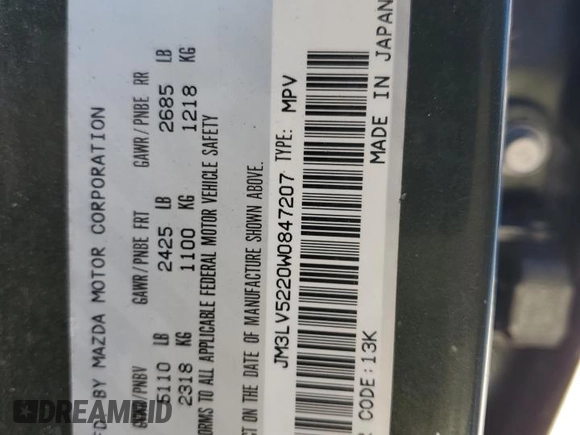 FD. BY MAZDA MOTOR CORPORATION
GVWR/PNBV GAWR/PNBE FRT GAWR/PNBE RR
5110 LB 2425 LB 2685 LB
2318 KG 1100 KG 1218 KG
TO ALL APPLICABLE FEDERAL MOTOR VEHICLE SAFETY
ON THE DATE OF MANUFACTURE SHOWN ABOVE.
JM3LV5220W0847207 TYPE: MPV
CODE:13K MADE IN JAPAN
DREAMBID